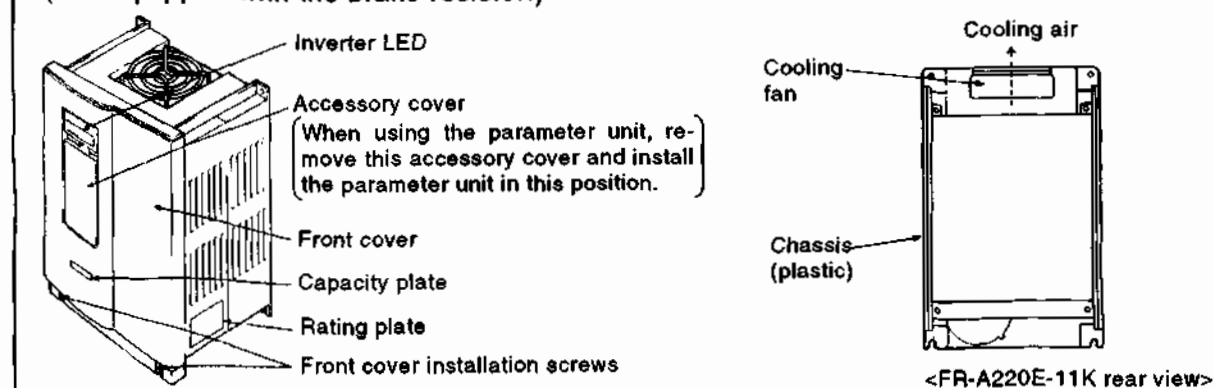 Inverter LED
Accessory cover
(When using the parameter unit, re-
move this accessory cover and install
the parameter unit in this position.)
Front cover
Capacity plate
Rating plate
Front cover installation screws
Cooling air
Cooling
fan
Chassis
(plastic)
<FR-A220E-11K rear view>